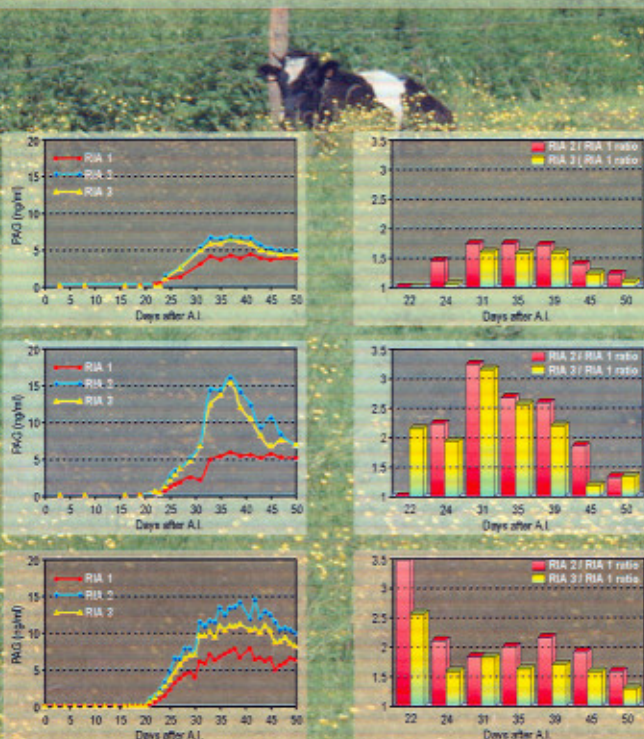 20
15
10
5
0
PAG (ng/ml)
RIA 1
RIA 2
RIA 3
0 5 10 15 20 25 30 35 40 45 50
Days after A.I.
3.5
3
2.5
2
1.5
1
RIA 2 / RIA 1 ratio
RIA 3 / RIA 1 ratio
22 24 31 35 39 45 50
Days after A.I.
20
15
10
5
0
PAG (ng/ml)
RIA 1
RIA 2
RIA 3
0 5 10 15 20 25 30 35 40 45 50
Days after A.I.
3.5
3
2.5
2
1.5
1
RIA 2 / RIA 1 ratio
RIA 3 / RIA 1 ratio
22 24 31 35 39 45 50
Days after A.I.
20
15
10
5
0
PAG (ng/ml)
RIA 1
RIA 2
RIA 3
0 5 10 15 20 25 30 35 40 45 50
Days after A.I.
3.5
3
2.5
2
1.5
1
RIA 2 / RIA 1 ratio
RIA 3 / RIA 1 ratio
22 24 31 35 39 45 50
Days after A.I.